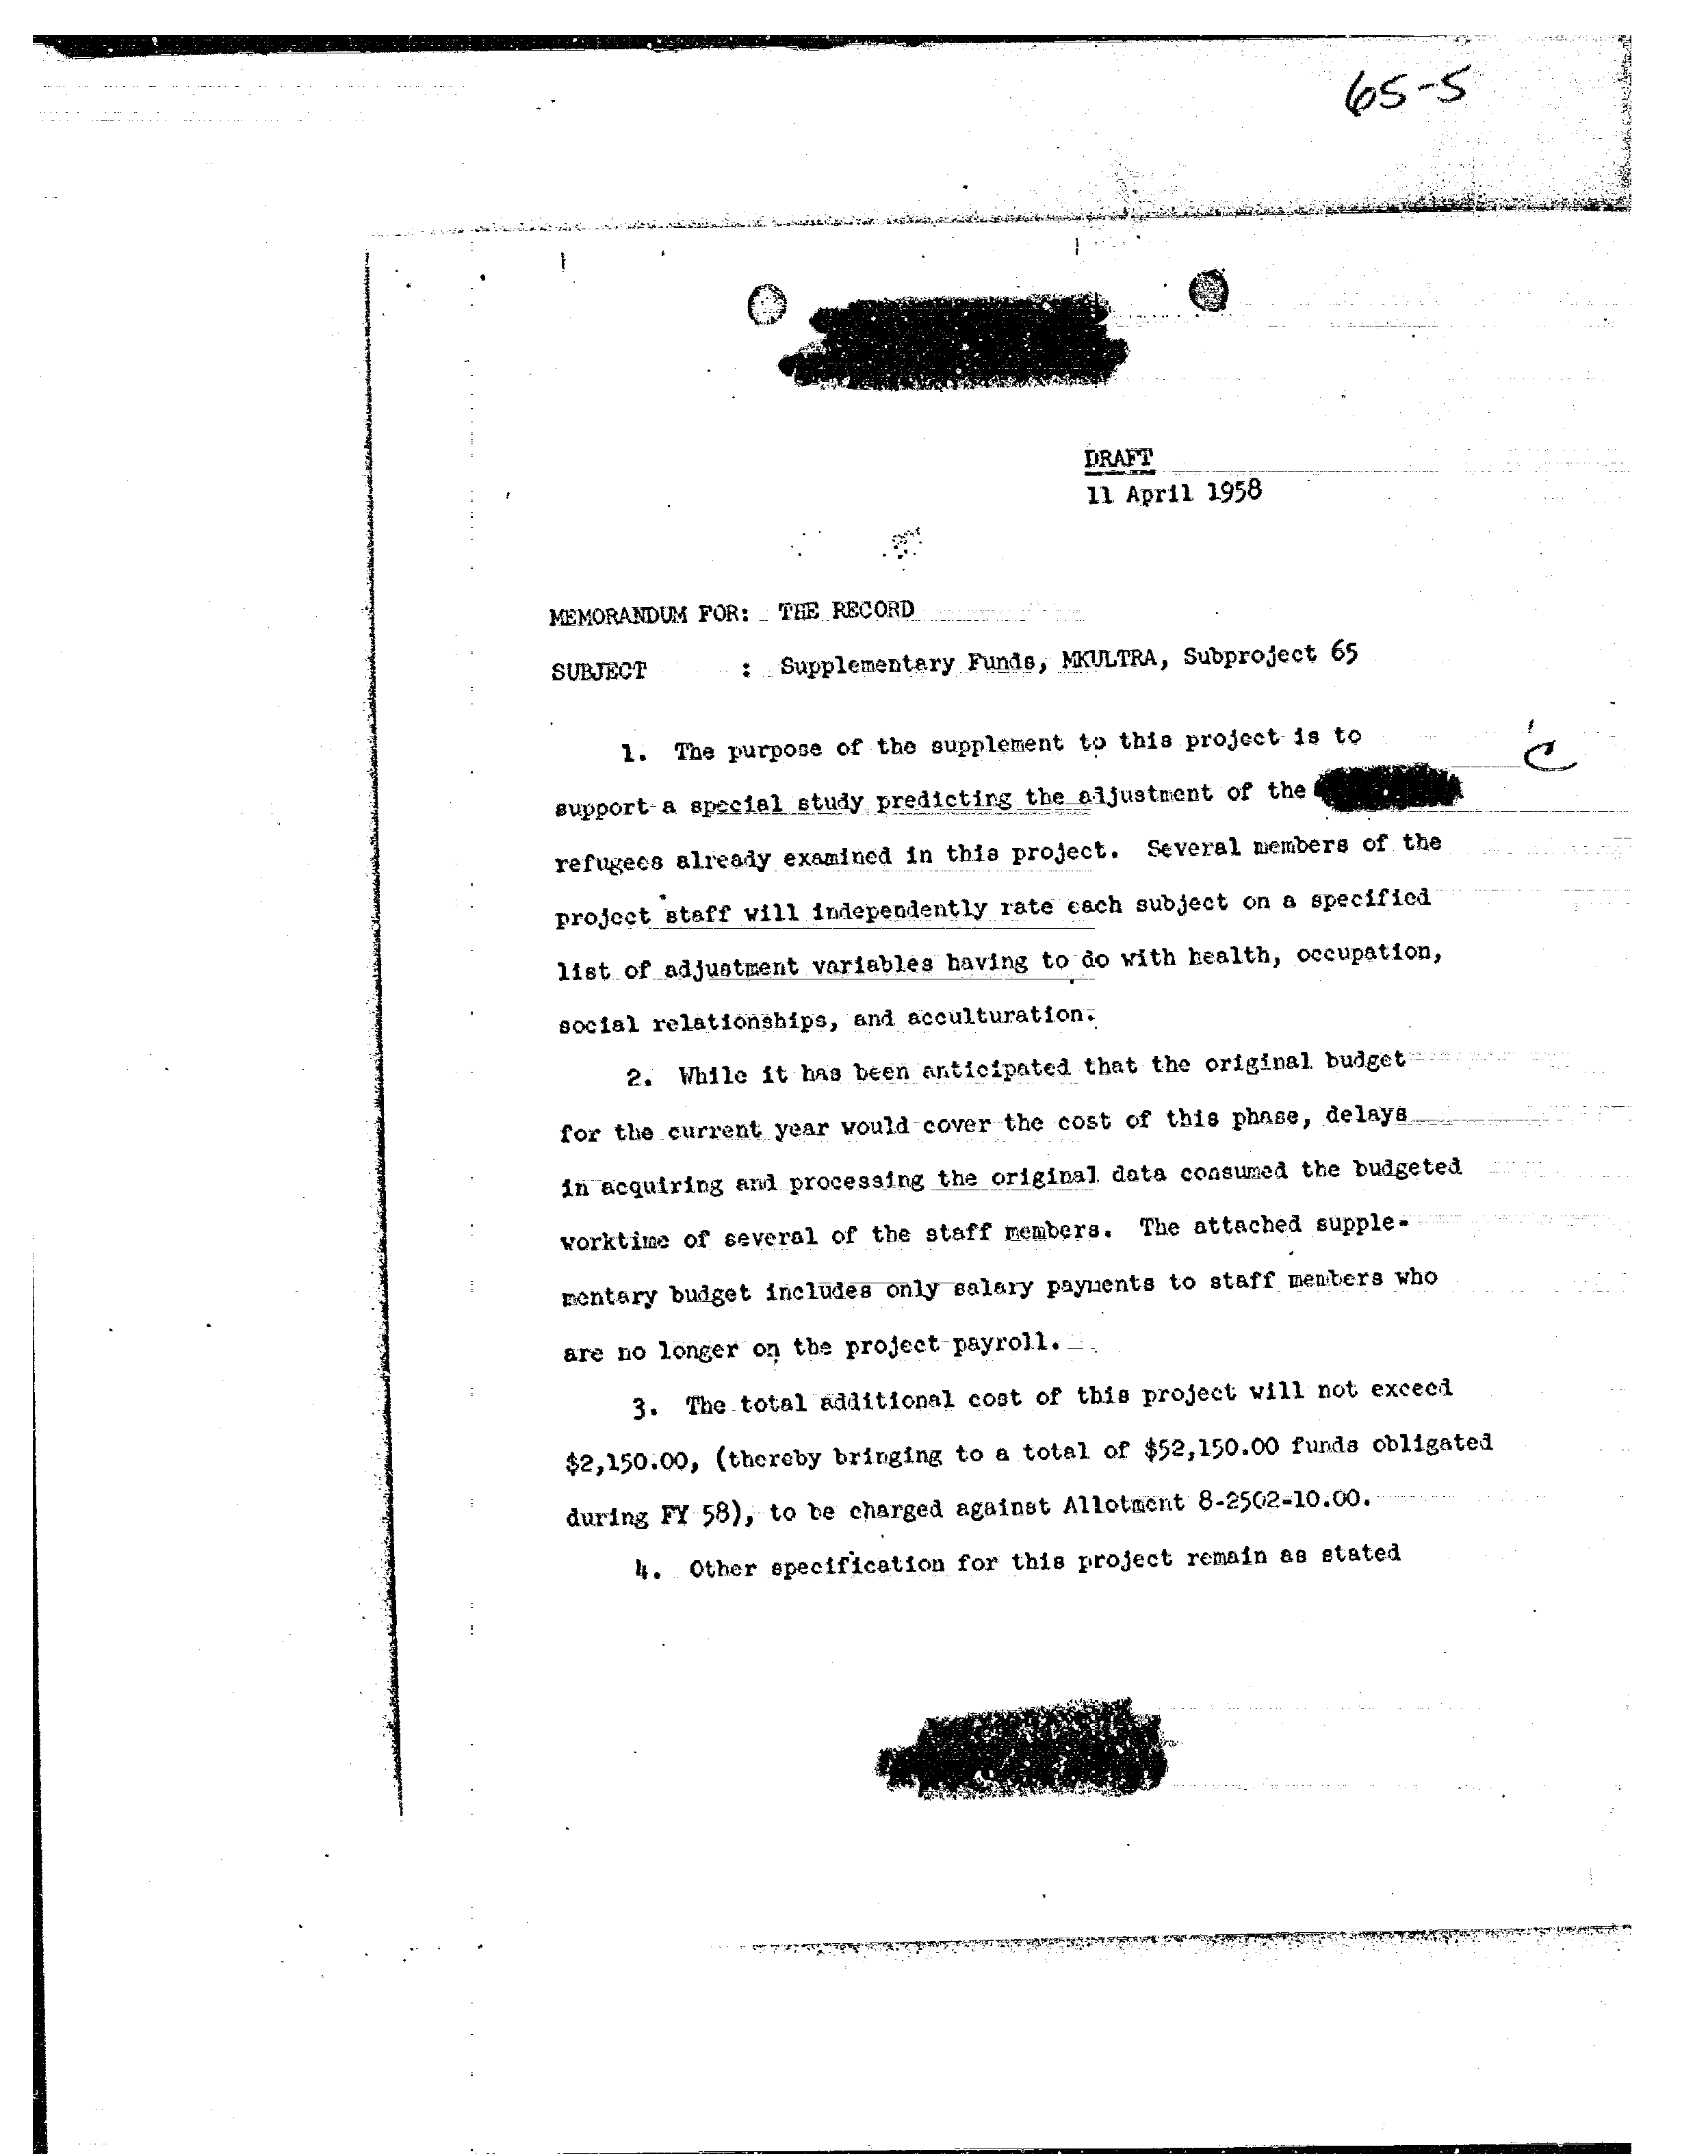 65-5
DRAFT
11 April 1958
MEMORANDUM FOR: THE RECORD
SUBJECT : Supplementary Funds, MKULTRA, Subproject 65
1. The purpose of the supplement to this project is to
C
support a special study predicting the adjustment of the
refugees already examined in this project. Several members of the
project staff will independently rate each subject on a specified
list of adjustment variables having to do with health, occupation,
social relationships, and acculturation.
2. While it has been anticipated that the original budget
for the current year would cover the cost of this phase, delays
in acquiring and processing the original data consumed the budgeted
worktime of several of the staff members. The attached supple-
mentary budget includes only salary payments to staff members who
are no longer on the project payroll.
3. The total additional cost of this project will not exceed
$2,150.00, (thereby bringing to a total of $52,150.00 funds obligated
during FY 58), to be charged against Allotment 8-2502-10.00.
4. Other specification for this project remain as stated